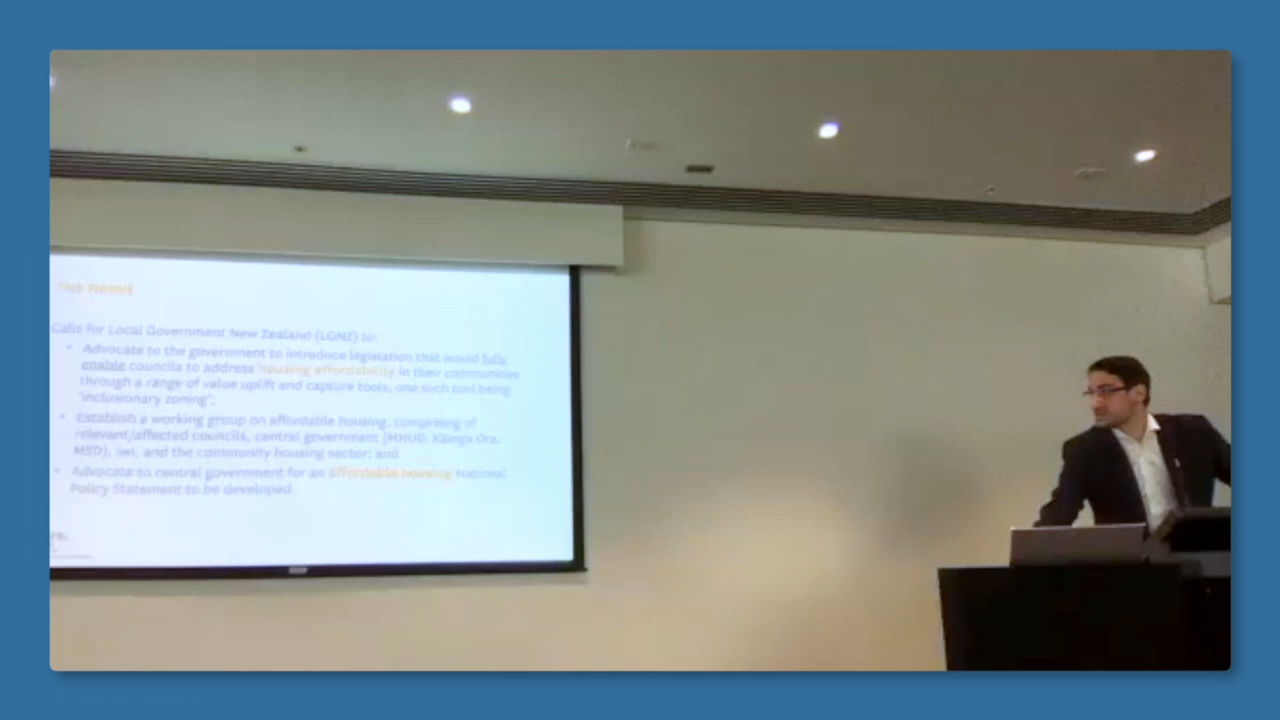 The Remit
Calls for Local Government New Zealand (LGNZ) to:
• Advocate to the government to introduce legislation that would fully
enable councils to address housing affordability in their communities
through a range of value uplift and capture tools, one such tool being
'inclusionary zoning';
• Establish a working group on affordable housing, comprising of
relevant/affected councils, central government (MHUD, Kāinga Ora,
MSD), iwi, and the community housing sector; and
• Advocate to central government for an affordable housing National
Policy Statement to be developed.